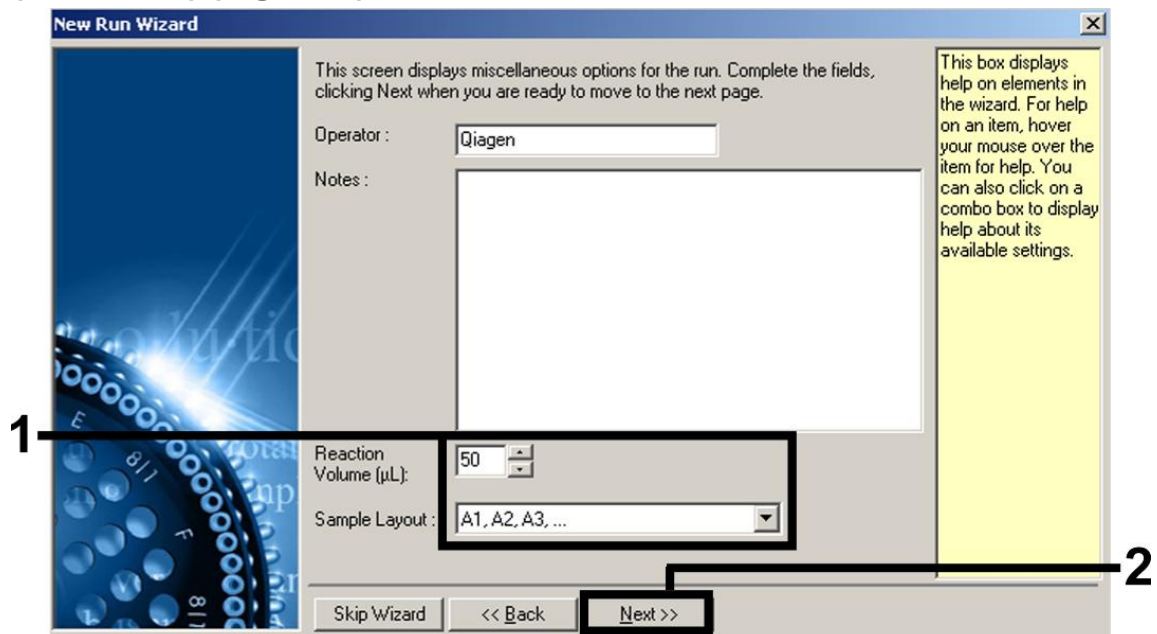 New Run Wizard
This screen displays miscellaneous options for the run. Complete the fields,
clicking Next when you are ready to move to the next page.
Operator :
Qiagen
Notes :
1
Reaction
Volume (µL):
50
Sample Layout :
A1, A2, A3, ...
2
Skip Wizard
<< Back
Next >>
This box displays
help on elements in
the wizard. For help
on an item, hover
your mouse over the
item for help. You
can also click on a
combo box to display
help about its
available settings.
E
8|1
F
8|1